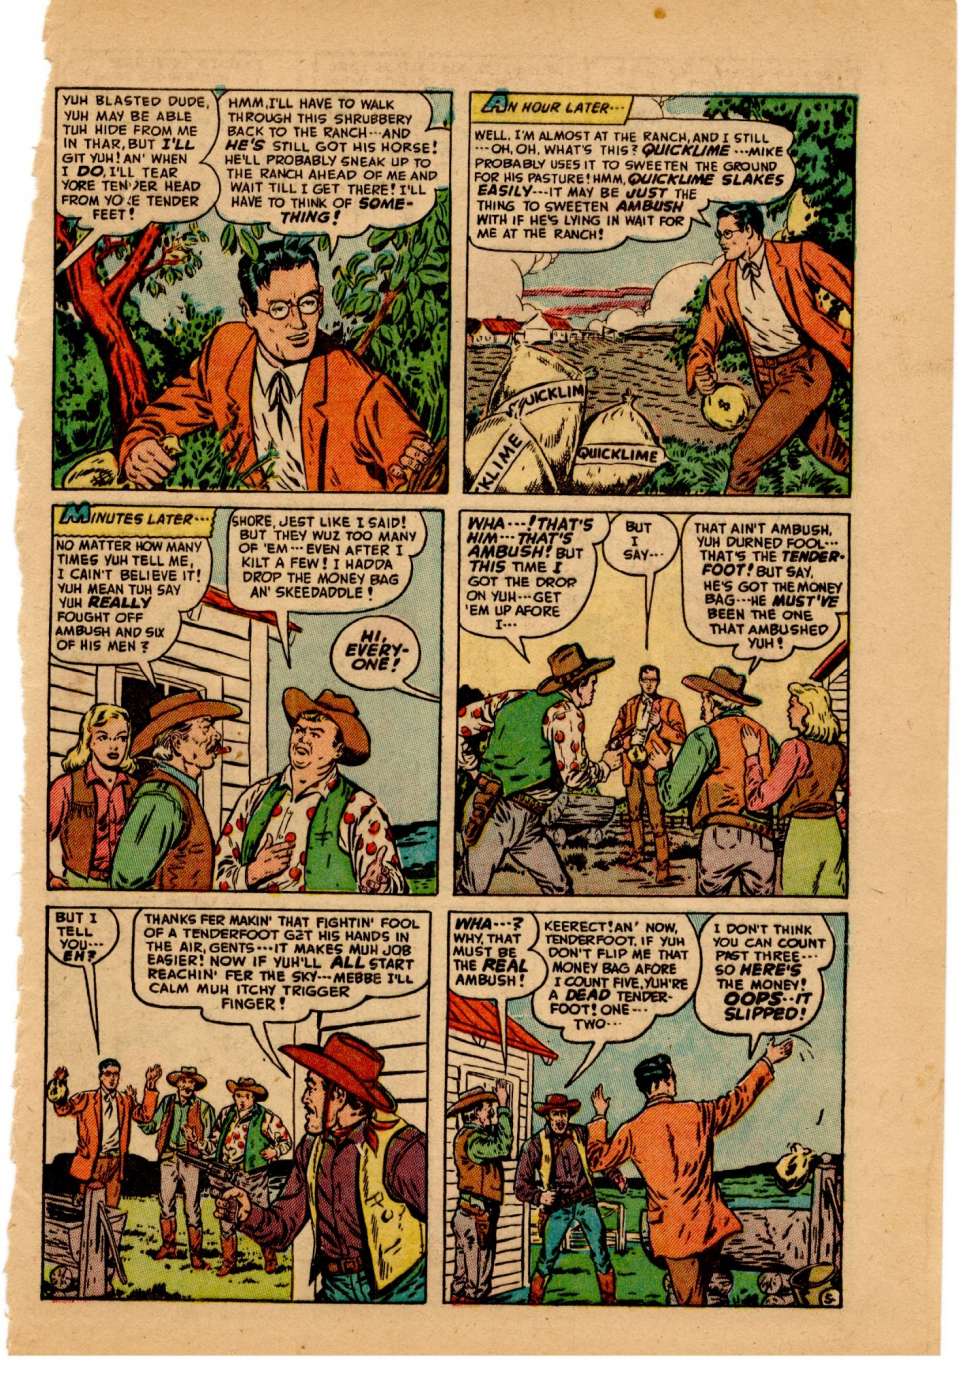 YUH BLASTED DUDE,
YUH MAY BE ABLE
TUH HIDE FROM ME
IN THAR, BUT I'LL
GIT YUH! AN' WHEN
I DO, I'LL TEAR
YORE TENDER HEAD
FROM YORE TENDER
FEET!
HMM, I'LL HAVE TO WALK
THROUGH THIS SHRUBBERY
BACK TO THE RANCH---AND
HE'S STILL GOT HIS HORSE!
HE'LL PROBABLY SNEAK UP TO
THE RANCH AHEAD OF ME AND
WAIT TILL I GET THERE! I'LL
HAVE TO THINK OF SOME-
THING!
AN HOUR LATER---
WELL, I'M ALMOST AT THE RANCH, AND I STILL
---OH, OH, WHAT'S THIS? QUICKLIME---MIKE
PROBABLY USES IT TO SWEETEN THE GROUND
FOR HIS PASTURE! HMM, QUICKLIME SLAKES
EASILY---IT MAY BE JUST THE
THING TO SWEETEN AMBUSH
WITH IF HE'S LYING IN WAIT FOR
ME AT THE RANCH!
$
QUICKLIM
KLIME
QUICKLIME
MINUTES LATER---
NO MATTER HOW MANY
TIMES YUH TELL ME,
I CAIN'T BELIEVE IT!
YUH MEAN TUH SAY
YUH REALLY
FOUGHT OFF
AMBUSH AND SIX
OF HIS MEN?
SHORE, JEST LIKE I SAID!
BUT THEY WUZ TOO MANY
OF 'EM---EVEN AFTER I
KILT A FEW! I HADDA
DROP THE MONEY BAG
AN' SKEEDADDLE!
HI,
EVERY-
ONE!
WHA---! THAT'S
HIM---THAT'S
AMBUSH! BUT
THIS TIME I
GOT THE DROP
ON YUH---GET
'EM UP AFORE
I---
BUT
I
SAY---
THAT AIN'T AMBUSH,
YUH DURNED FOOL---
THAT'S THE TENDER-
FOOT! BUT SAY,
HE'S GOT THE MONEY
BAG---HE MUST'VE
BEEN THE ONE
THAT AMBUSHED
YUH!
BUT I
TELL
YOU---
EH?
THANKS FER MAKIN' THAT FIGHTIN' FOOL
OF A TENDERFOOT GET HIS HANDS IN
THE AIR, GENTS---IT MAKES MUH JOB
EASIER! NOW IF YUH'LL ALL START
REACHIN' FER THE SKY---MEBBE I'LL
CALM MUH ITCHY TRIGGER
FINGER!
WHA---?
WHY, THAT
MUST BE
THE REAL
AMBUSH!
KEERECT! AN' NOW,
TENDERFOOT, IF YUH
DON'T FLIP ME THAT
MONEY BAG AFORE
I COUNT FIVE, YUH'RE
A DEAD TENDER-
FOOT! ONE---
TWO---
I DON'T THINK
YOU CAN COUNT
PAST THREE---
SO HERE'S
THE MONEY!
OOPS--IT
SLIPPED!
5